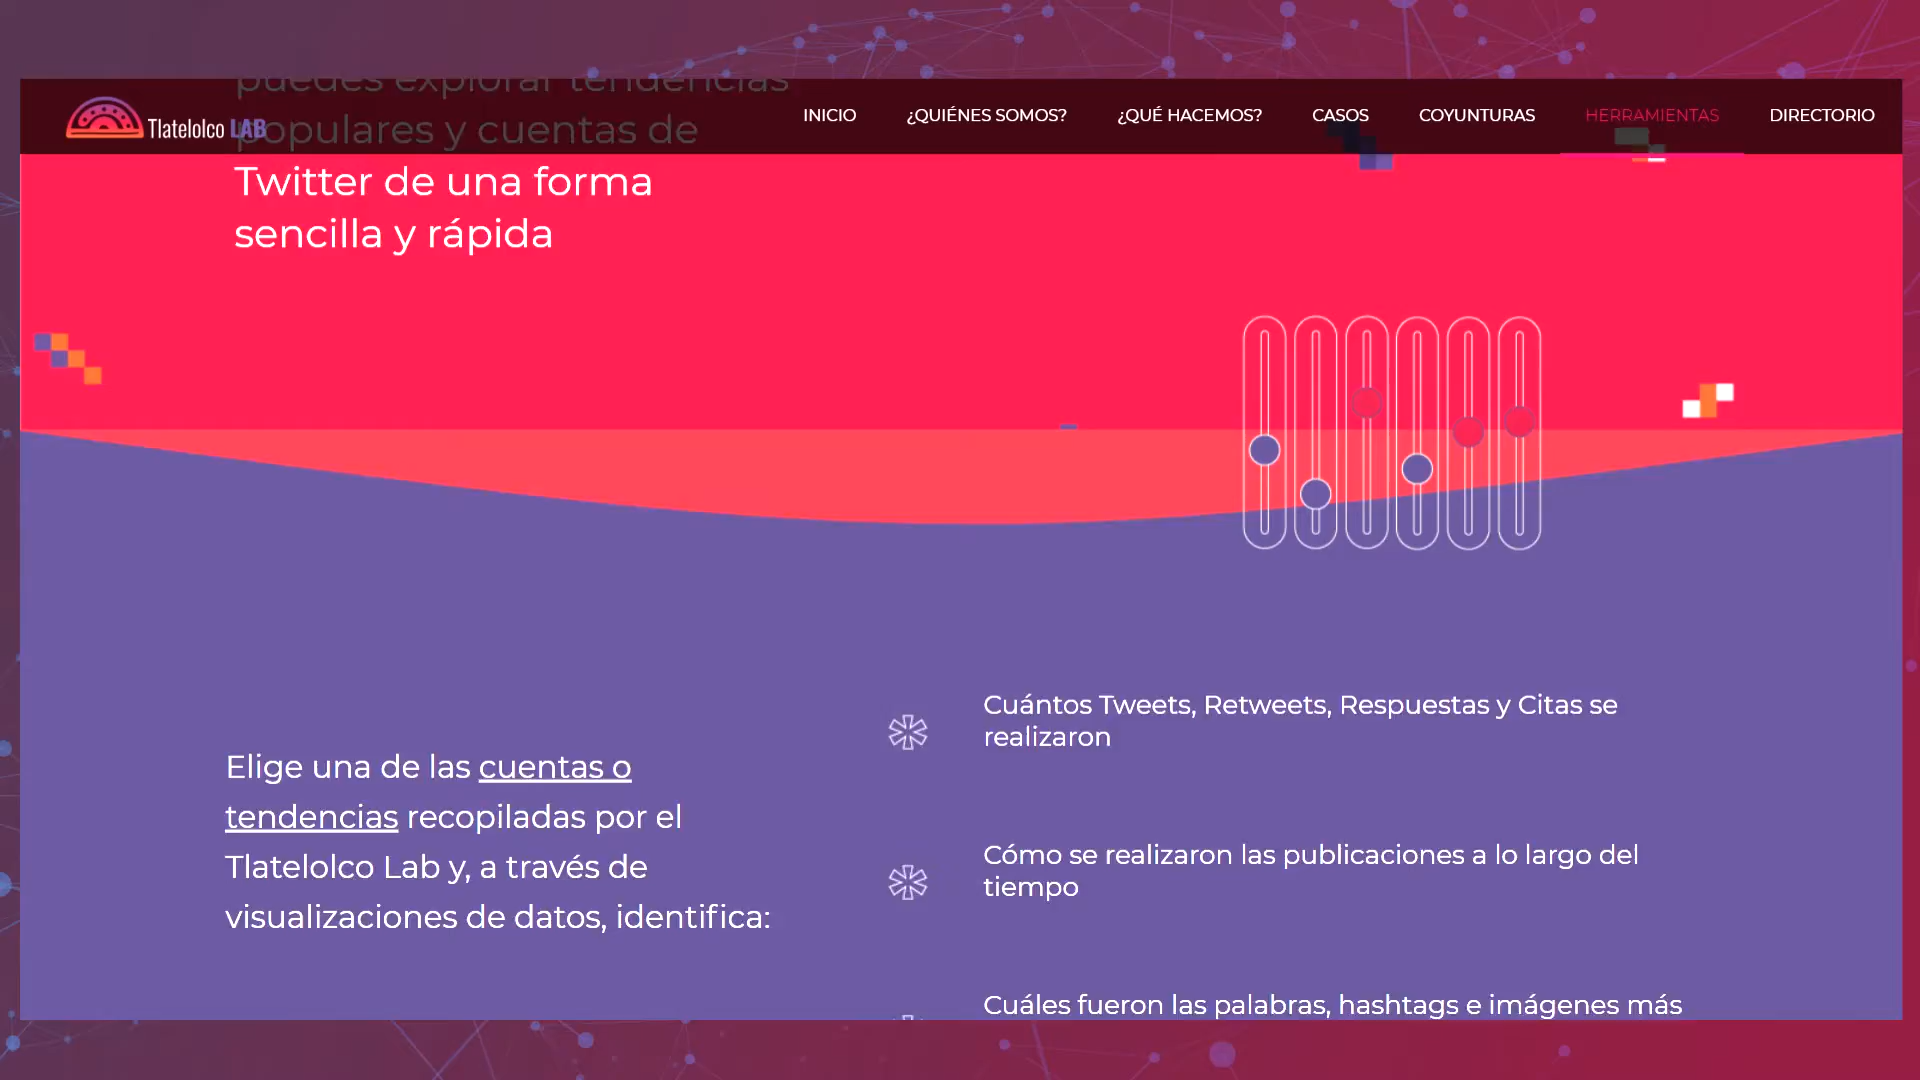 puedes explorar tendencias
Tlatelolco LAB
INICIO
¿QUIÉNES SOMOS?
¿QUÉ HACEMOS?
CASOS
COYUNTURAS
HERRAMIENTAS
DIRECTORIO
populares y cuentas de
Twitter de una forma
sencilla y rápida
Elige una de las cuentas o
tendencias recopiladas por el
Tlatelolco Lab y, a través de
visualizaciones de datos, identifica:
Cuántos Tweets, Retweets, Respuestas y Citas se
realizaron
Cómo se realizaron las publicaciones a lo largo del
tiempo
Cuáles fueron las palabras, hashtags e imágenes más